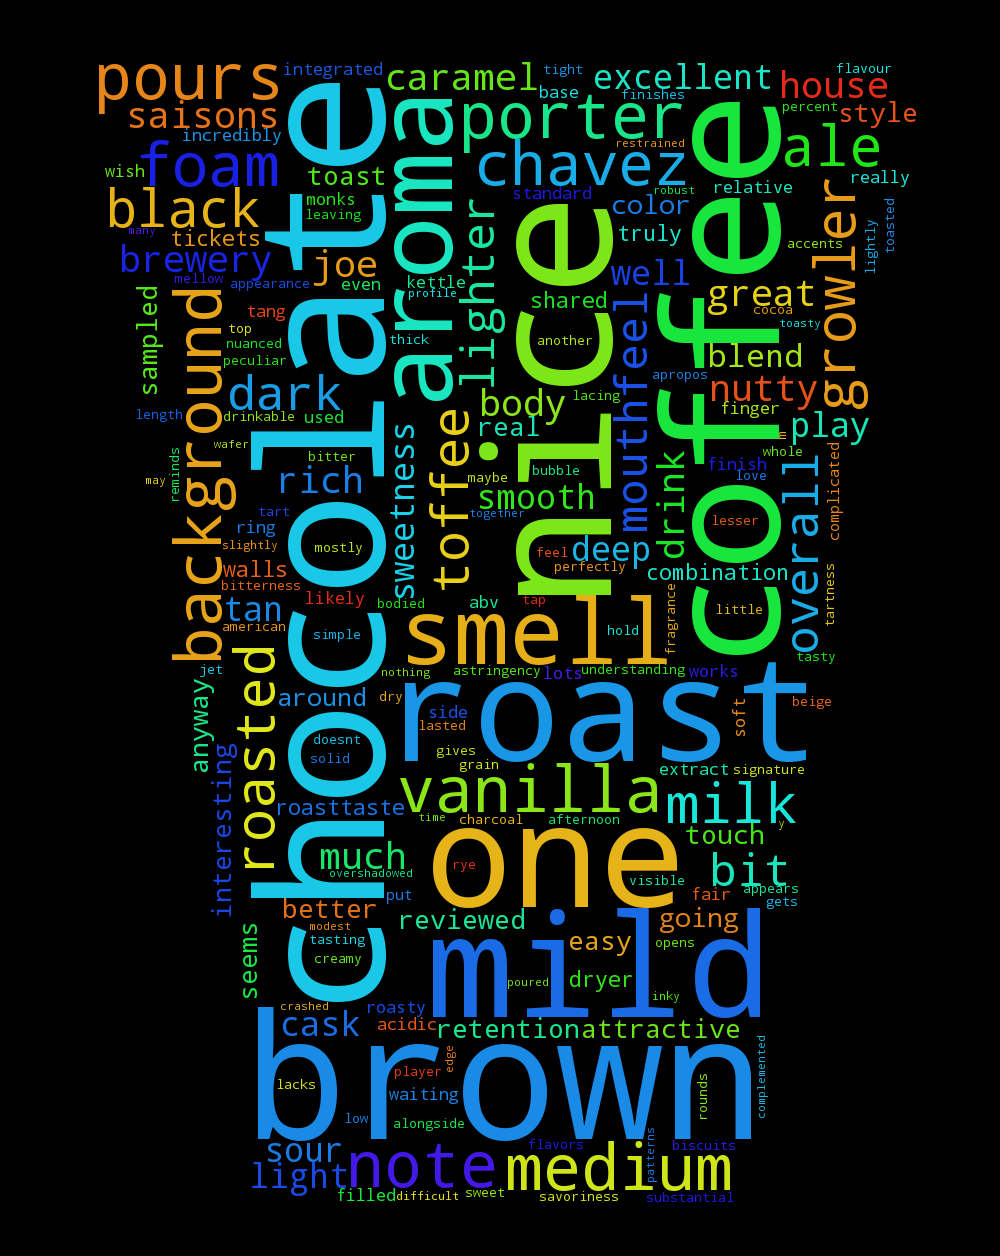 pours
integrated
caramel
tight
excellent
flavour
house
saisons
base
finishes
percent
style
incredibly
porter
restrained
ale
foam
wish
toast
chavez
really
black
monks
leaving
standard
robust
relative
color
many
tickets
truly
accents
lightly
toasted
brewery
joe
well
mellow
appearance
even
kettle
profile
shared
great
growler
chocolate
aroma
lighter
nice
coffee
sampled
tang
top
nuanced
peculiar
thick
another
mouthfeel
cocoa
toasty
blend
background
dark
body
lacing
apropos
nutty
length
drinkable
used
real
finger
play
m
wafer
bitter
toffee
sweetness
maybe
bubble
drink
whole
finish
love
overall
complicated
may
reminds
rich
smooth
tart
together
ring
lesser
slightly
mostly
feel
deep
perfectly
walls
bitterness
combination
tartness
likely
bodied
abv
tap
tan
little
american
simple
smell
hold
fragrance
tasty
jet
nothing
astringency
lots
understanding
works
roasted
anyway
around
dry
roast
side
lasted
soft
beige
doesnt
solid
gives
grain
extract
signature
interesting
vanilla
milk
roasttaste
time
charcoal
afternoon
y
touch
much
one
overshadowed
rye
visible
bit
appears
put
fair
gets
better
reviewed
going
modest
tasting
easy
opens
seems
creamy
mild
poured
dryer
inky
crashed
roasty
cask
acidic
retention
attractive
brown
edge
complemented
player
lacks
waiting
rounds
low
alongside
sour
flavors
biscuits
patterns
light
note
medium
filled
difficult
sweet
savoriness
substantial